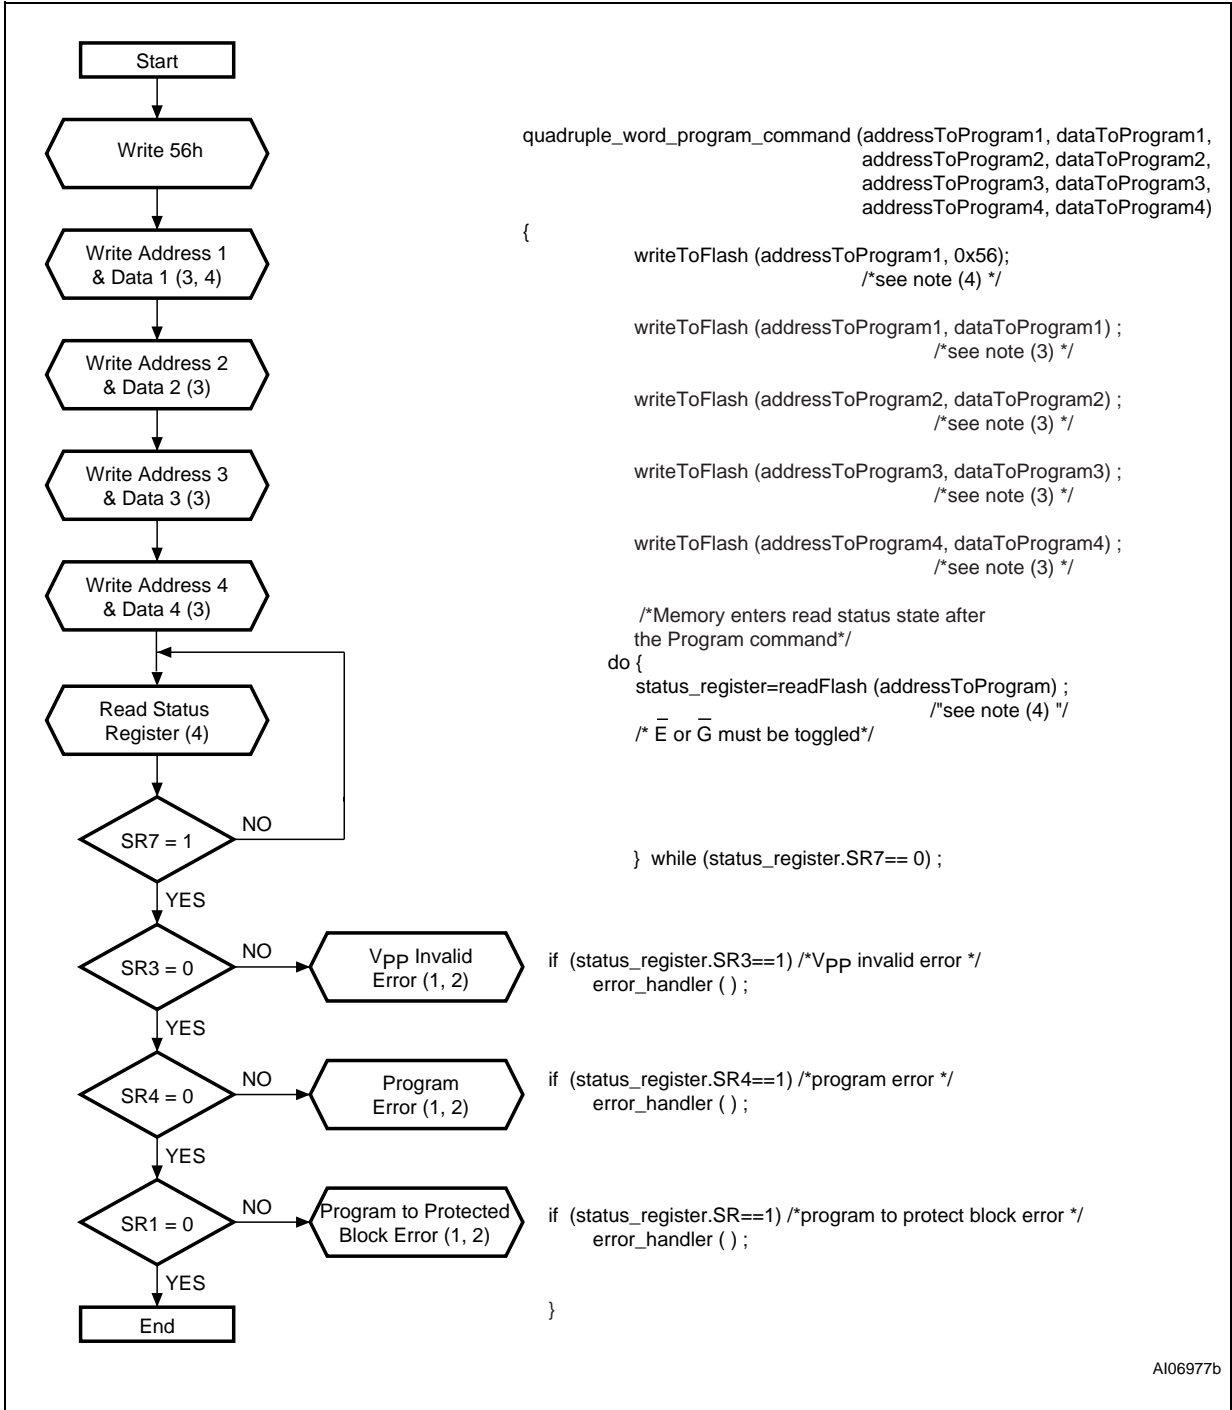 Start
Write 56h
Write Address 1
& Data 1 (3, 4)
Write Address 2
& Data 2 (3)
Write Address 3
& Data 3 (3)
Write Address 4
& Data 4 (3)
Read Status
Register (4)
SR7 = 1
NO
YES
SR3 = 0
NO
VPP Invalid
Error (1, 2)
YES
SR4 = 0
NO
Program
Error (1, 2)
YES
SR1 = 0
NO
Program to Protected
Block Error (1, 2)
YES
End
quadruple_word_program_command (addressToProgram1, dataToProgram1,
addressToProgram2, dataToProgram2,
addressToProgram3, dataToProgram3,
addressToProgram4, dataToProgram4)
{
writeToFlash (addressToProgram1, 0x56);
/*see note (4) */
writeToFlash (addressToProgram1, dataToProgram1) ;
/*see note (3) */
writeToFlash (addressToProgram2, dataToProgram2) ;
/*see note (3) */
writeToFlash (addressToProgram3, dataToProgram3) ;
/*see note (3) */
writeToFlash (addressToProgram4, dataToProgram4) ;
/*see note (3) */
/*Memory enters read status state after
the Program command*/
do {
status_register=readFlash (addressToProgram) ;
/"see note (4) "/
/* E̅ or G̅ must be toggled*/
} while (status_register.SR7== 0) ;
if (status_register.SR3==1) /*VPP invalid error */
error_handler ( ) ;
if (status_register.SR4==1) /*program error */
error_handler ( ) ;
if (status_register.SR==1) /*program to protect block error */
error_handler ( ) ;
}
AI06977b